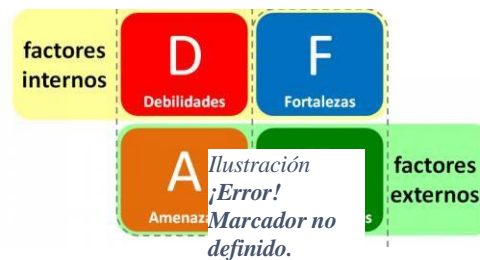 factores
internos
D
Debilidades
F
Fortalezas
A
Ilustración
¡Error!
Marcador no
definido.
factores
externos